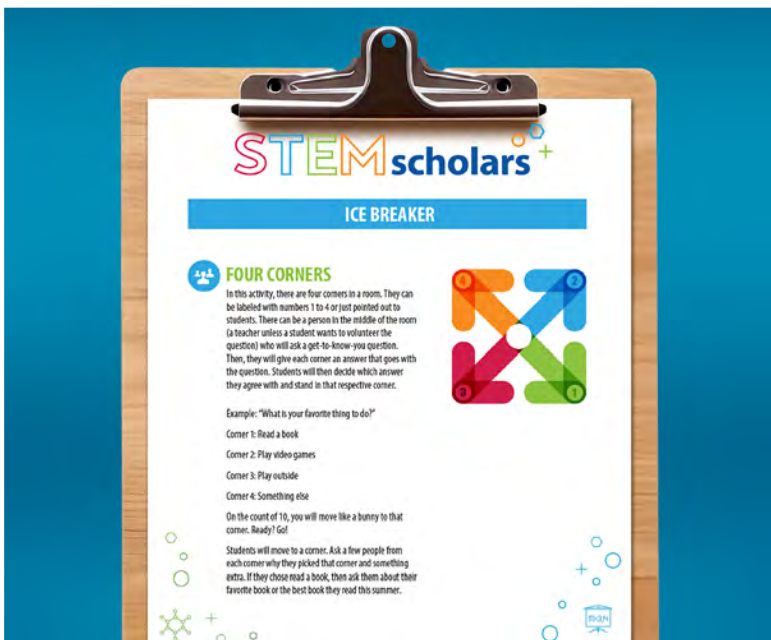 STEM scholars
ICE BREAKER
FOUR CORNERS
In this activity, there are four corners in a room. They can
be labeled with numbers 1 to 4 or just pointed out to
students. There can be a person in the middle of the room
(a teacher unless a student wants to volunteer the
question) who will ask a get-to-know-you question.
Then, they will give each corner an answer that goes with
the question. Students will then decide which answer
they agree with and stand in that respective corner.
Example: "What is your favorite thing to do?"
Corner 1: Read a book
Corner 2: Play video games
Corner 3: Play outside
Corner 4: Something else
On the count of 10, you will move like a bunny to that
corner. Ready? Go!
Students will move to a corner. Ask a few people from
each corner why they picked that corner and something
extra. If they chose read a book, then ask them about their
favorite book or the best book they read this summer.
4
2
3
1